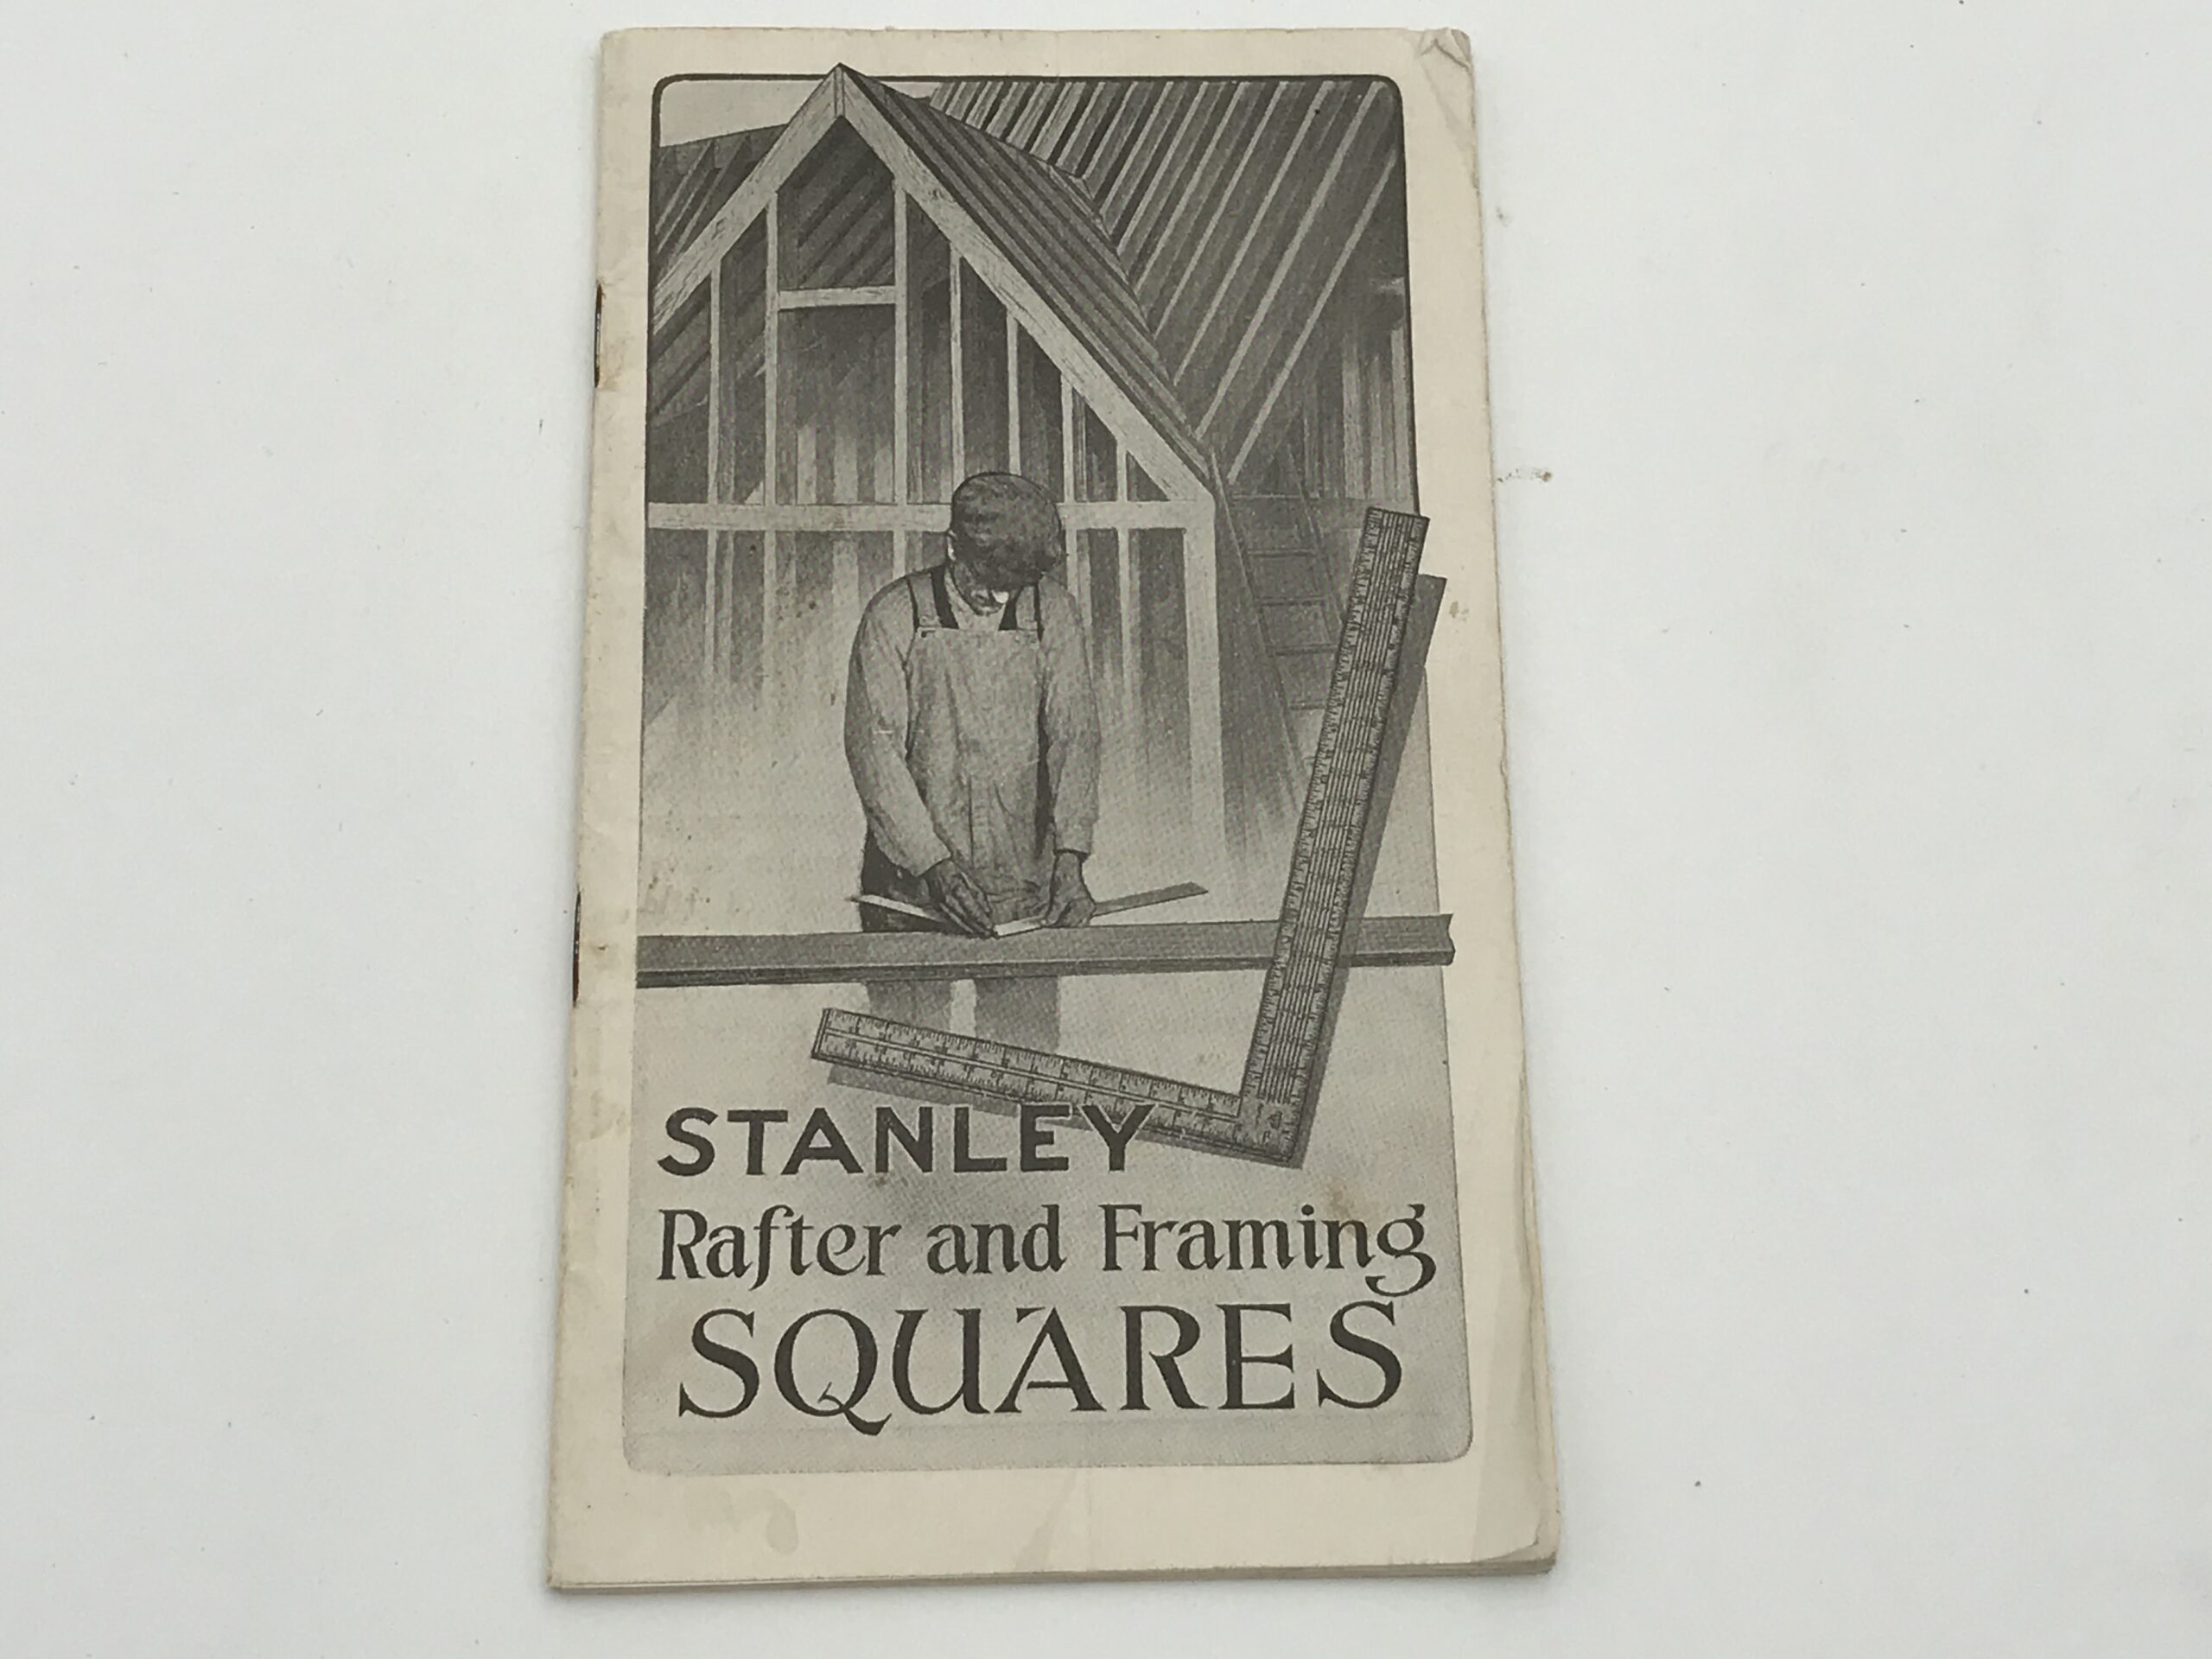 STANLEY
Rafter and Framing
SQUARES